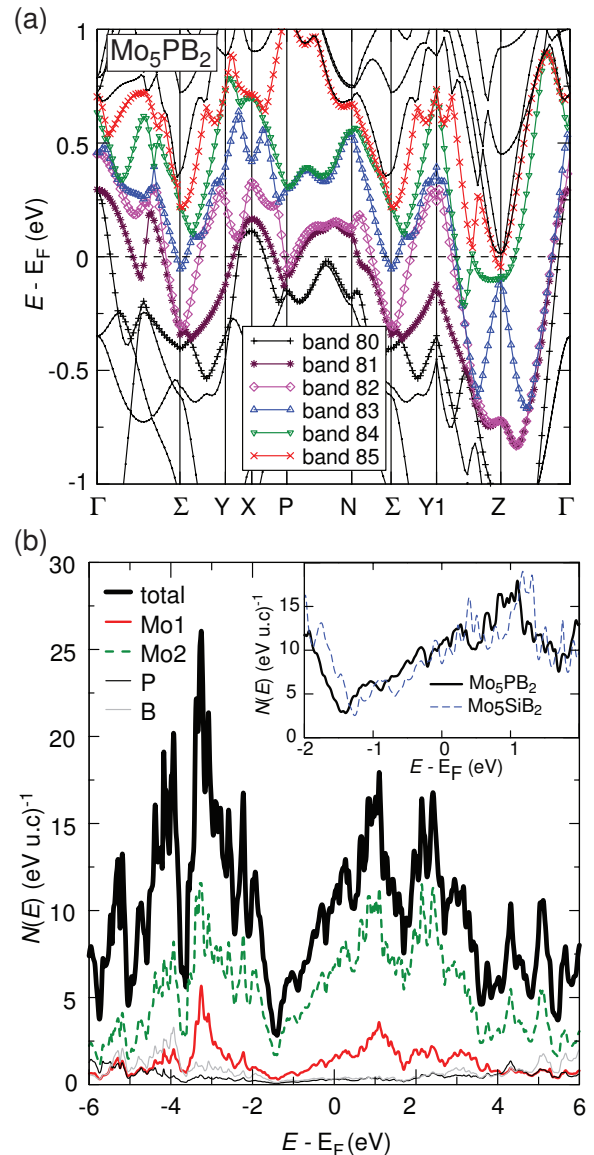 (a)
Mo5PB2
1
0.5
0
-0.5
-1
E - EF (eV)
band 80
band 81
band 82
band 83
band 84
band 85
Γ Σ Y X P N Σ Y1 Z Γ
(b)
30
25
20
15
10
5
0
N(E) (eV u.c)-1
total
Mo1
Mo2
P
B
15
10
5
0
N(E) (eV u.c)-1
Mo5PB2
Mo5SiB2
-2 -1 0 1
E - EF (eV)
-6 -4 -2 0 2 4 6
E - EF (eV)